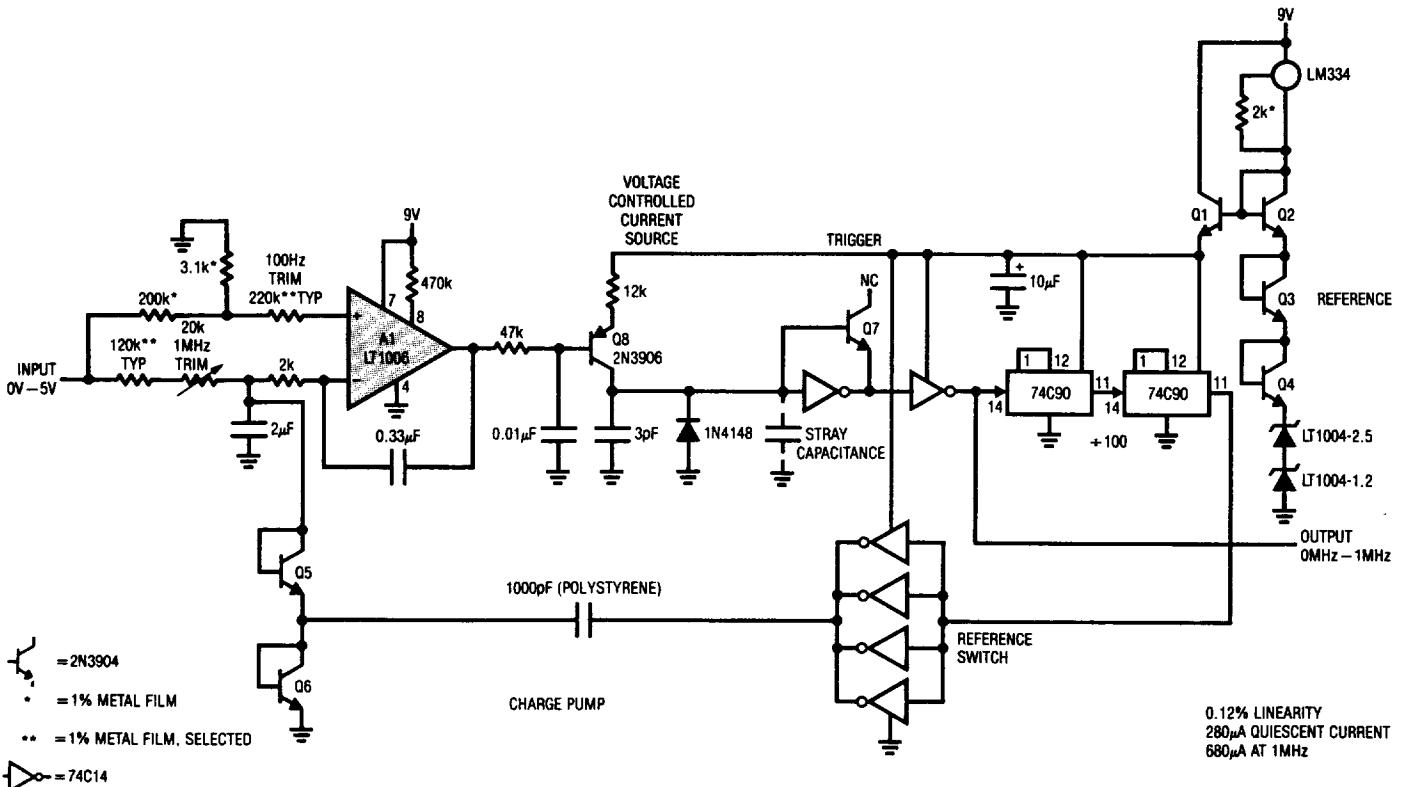 9V
LM334
2k*
Q1
Q2
Q3
REFERENCE
Q4
LT1004-2.5
LT1004-1.2
VOLTAGE
CONTROLLED
CURRENT
SOURCE
TRIGGER
9V
470k
7
8
+
A1
LT1006
−
4
3.1k*
100Hz
TRIM
220k**TYP
200k*
20k
1MHz
TRIM
120k**
TYP
INPUT
0V–5V
2k
2μF
0.33μF
47k
12k
Q8
2N3906
0.01μF
3pF
1N4148
STRAY
CAPACITANCE
NC
Q7
+
10μF
1
12
74C90
14
11
1
12
74C90
14
11
÷100
OUTPUT
0MHz–1MHz
Q5
Q6
1000pF (POLYSTYRENE)
REFERENCE
SWITCH
CHARGE PUMP
=2N3904
* =1% METAL FILM
** =1% METAL FILM, SELECTED
=74C14
0.12% LINEARITY
280μA QUIESCENT CURRENT
680μA AT 1MHz